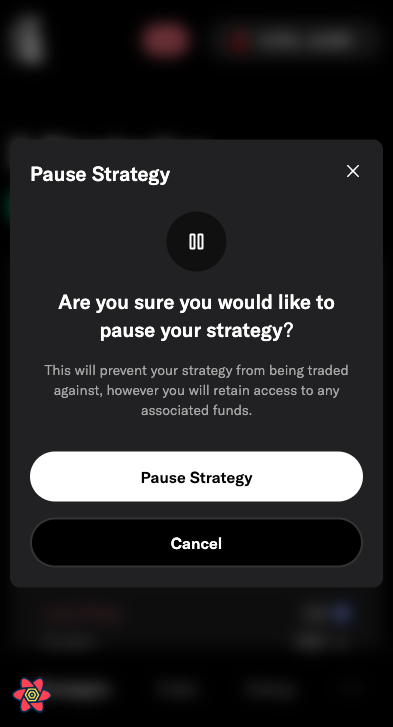 Pause Strategy
Are you sure you would like to
pause your strategy?
This will prevent your strategy from being traded
against, however you will retain access to any
associated funds.
Pause Strategy
Cancel